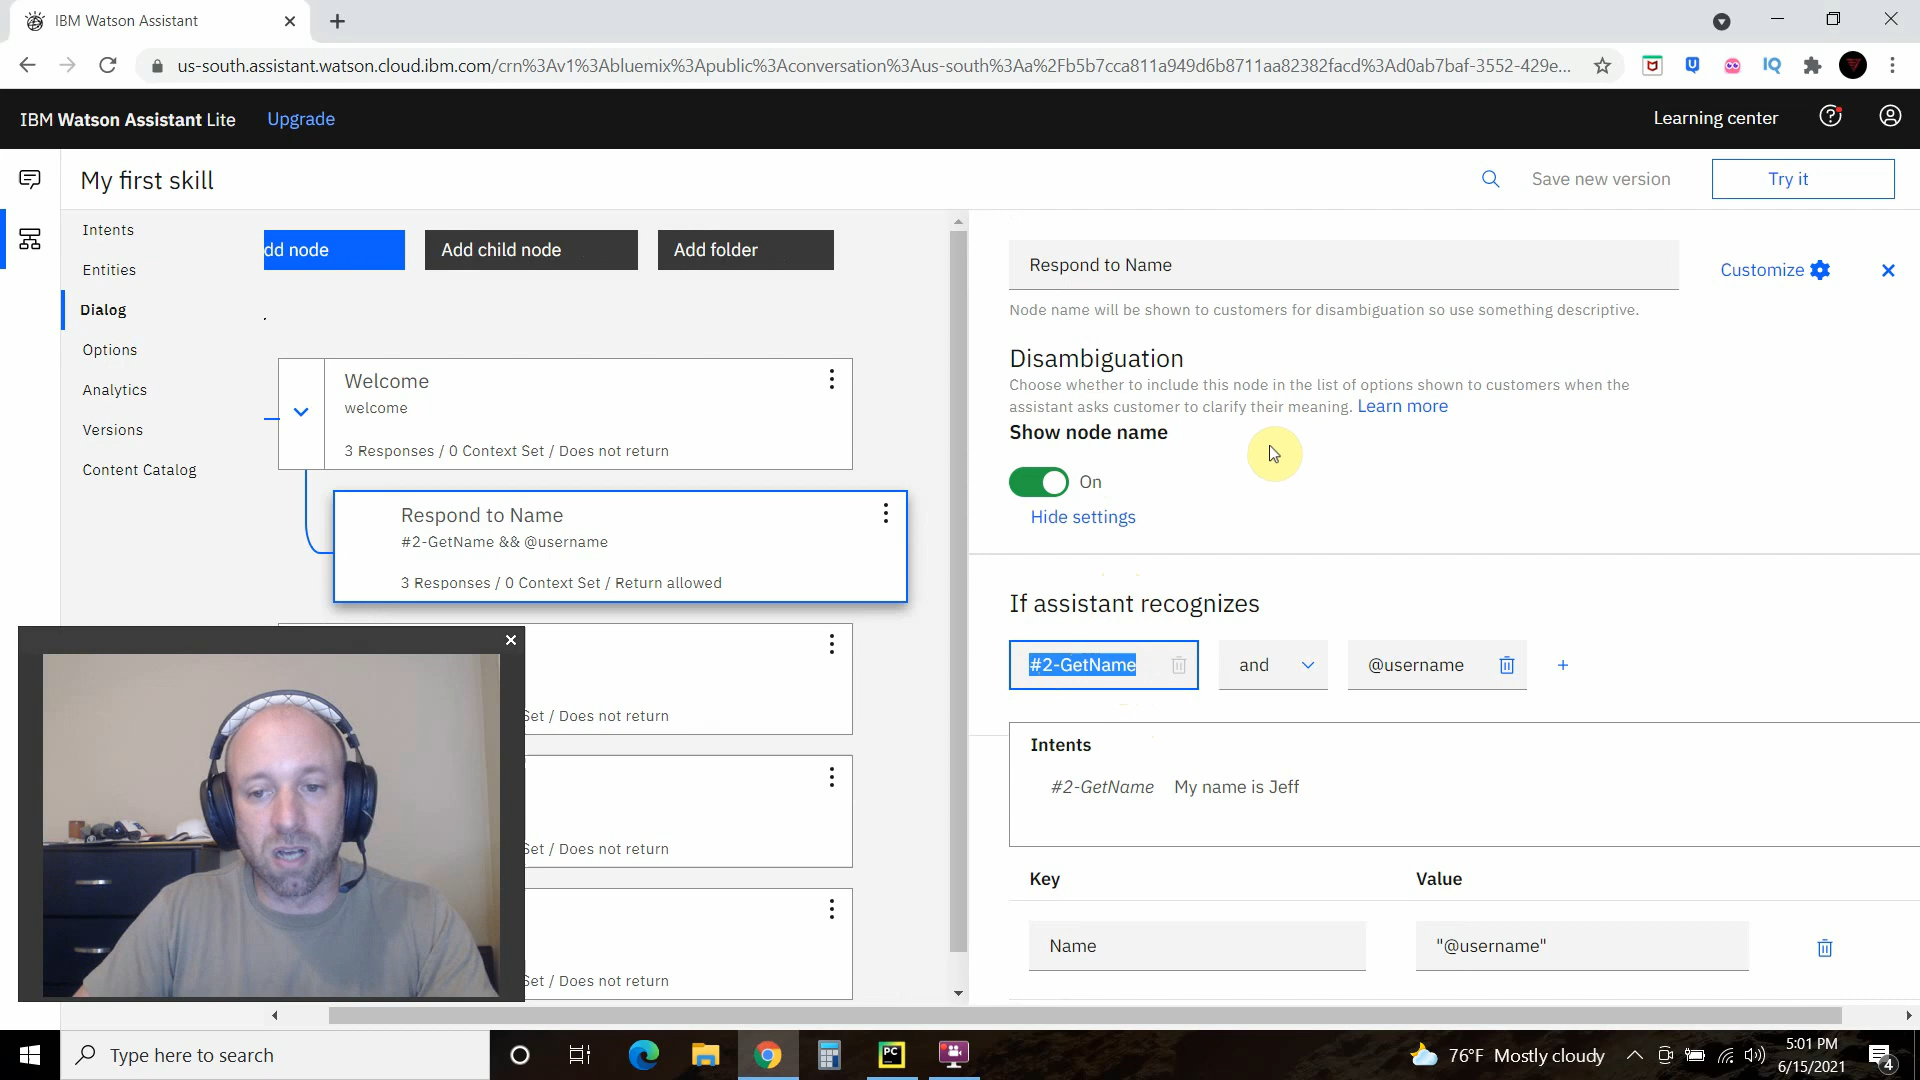 IBM Watson Assistant
us-south.assistant.watson.cloud.ibm.com/crn%3Av1%3Abluemix%3Apublic%3Aconversation%3Aus-south%3Aa%2Fb5b7cca811a949d6b8711aa82382facd%3Ad0ab7baf-3552-429e...
IQ
IBM Watson Assistant Lite
Upgrade
Learning center
My first skill
Save new version
Try it
Intents
Entities
Dialog
Options
Analytics
Versions
Content Catalog
dd node
Add child node
Add folder
Welcome
welcome
3 Responses / 0 Context Set / Does not return
Respond to Name
#2-GetName && @username
3 Responses / 0 Context Set / Return allowed
Set / Does not return
Set / Does not return
Set / Does not return
Respond to Name
Customize
Node name will be shown to customers for disambiguation so use something descriptive.
Disambiguation
Choose whether to include this node in the list of options shown to customers when the
assistant asks customer to clarify their meaning. Learn more
Show node name
On
Hide settings
If assistant recognizes
#2-GetName
and
@username
Intents
#2-GetName My name is Jeff
Key
Value
Name
"@username"
Type here to search
PC
76°F Mostly cloudy
5:01 PM
6/15/2021
4